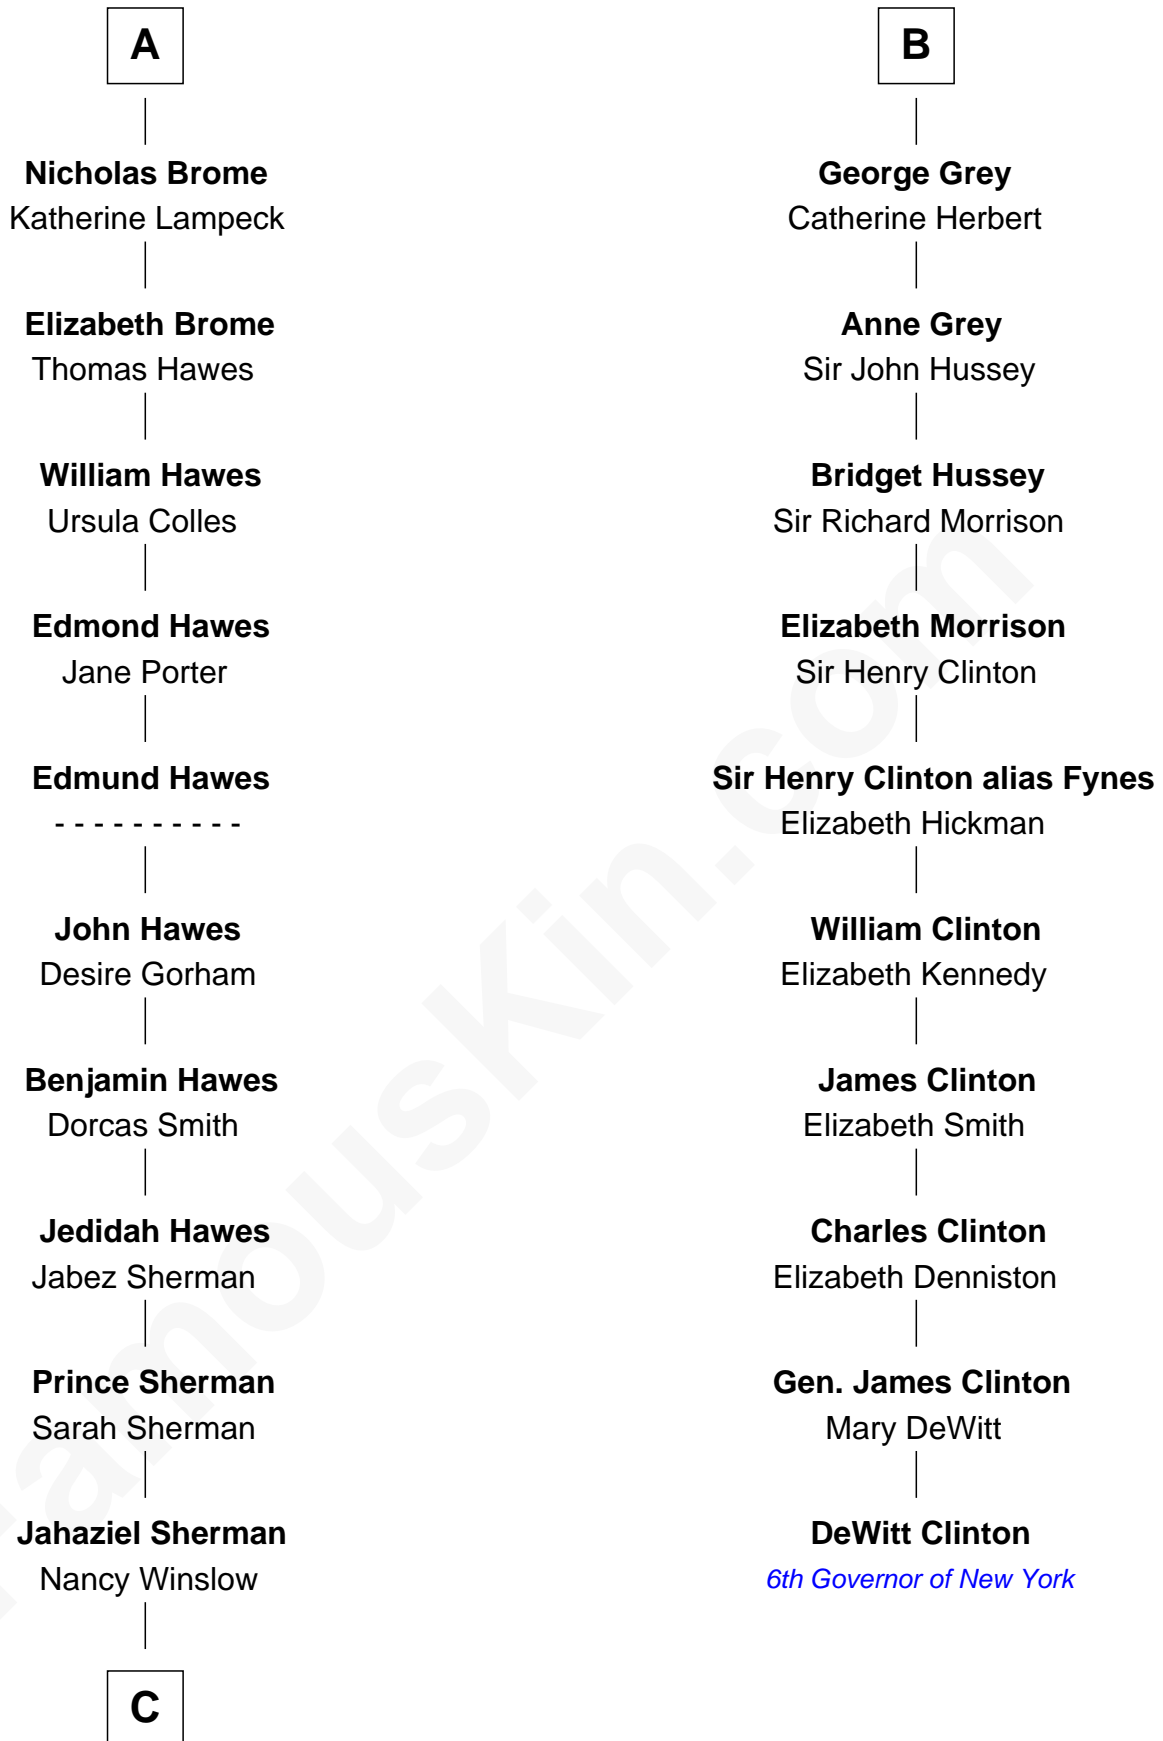 A
Nicholas Brome
Katherine Lampeck
Elizabeth Brome
Thomas Hawes
William Hawes
Ursula Colles
Edmond Hawes
Jane Porter
Edmund Hawes
- - - - - - - - - -
John Hawes
Desire Gorham
Benjamin Hawes
Dorcas Smith
Jedidah Hawes
Jabez Sherman
Prince Sherman
Sarah Sherman
Jahaziel Sherman
Nancy Winslow
C
B
George Grey
Catherine Herbert
Anne Grey
Sir John Hussey
Bridget Hussey
Sir Richard Morrison
Elizabeth Morrison
Sir Henry Clinton
Sir Henry Clinton alias Fynes
Elizabeth Hickman
William Clinton
Elizabeth Kennedy
James Clinton
Elizabeth Smith
Charles Clinton
Elizabeth Denniston
Gen. James Clinton
Mary DeWitt
DeWitt Clinton
6th Governor of New York
FamousKin.com